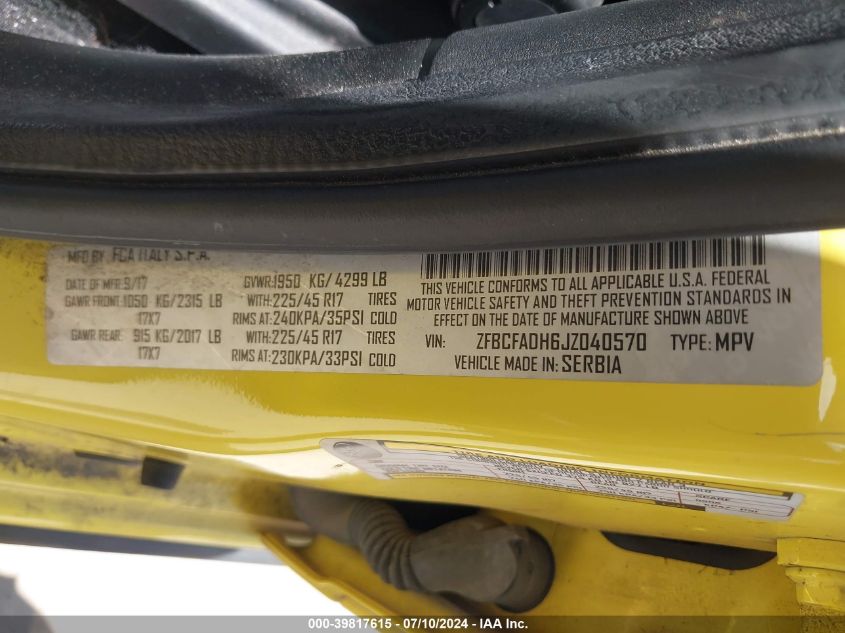 MFD BY FCA ITALY S.P.A.
DATE OF MFR 9/17 GVWR:1950 KG/ 4299 LB
GAWR FRONT:1050 KG/2315 LB WITH:225/45 R17 TIRES
17X7 RIMS AT:240KPA/35PSI COLD
GAWR REAR: 915 KG/2017 LB WITH:225/45 R17 TIRES
17X7 RIMS AT:230KPA/33PSI COLD
THIS VEHICLE CONFORMS TO ALL APPLICABLE U.S.A. FEDERAL
MOTOR VEHICLE SAFETY AND THEFT PREVENTION STANDARDS IN
EFFECT ON THE DATE OF MANUFACTURE SHOWN ABOVE
VIN: ZFBCFADH6JZ040570 TYPE: MPV
VEHICLE MADE IN: SERBIA
000-39817615 - 07/10/2024 - IAA Inc.